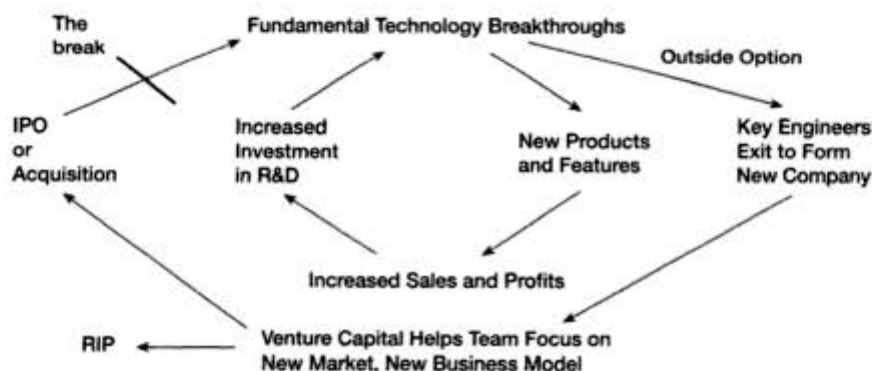 The
break
Fundamental Technology Breakthroughs
Outside Option
IPO
or
Acquisition
Increased
Investment
in R&D
New Products
and Features
Key Engineers
Exit to Form
New Company
Increased Sales and Profits
RIP
Venture Capital Helps Team Focus on
New Market, New Business Model